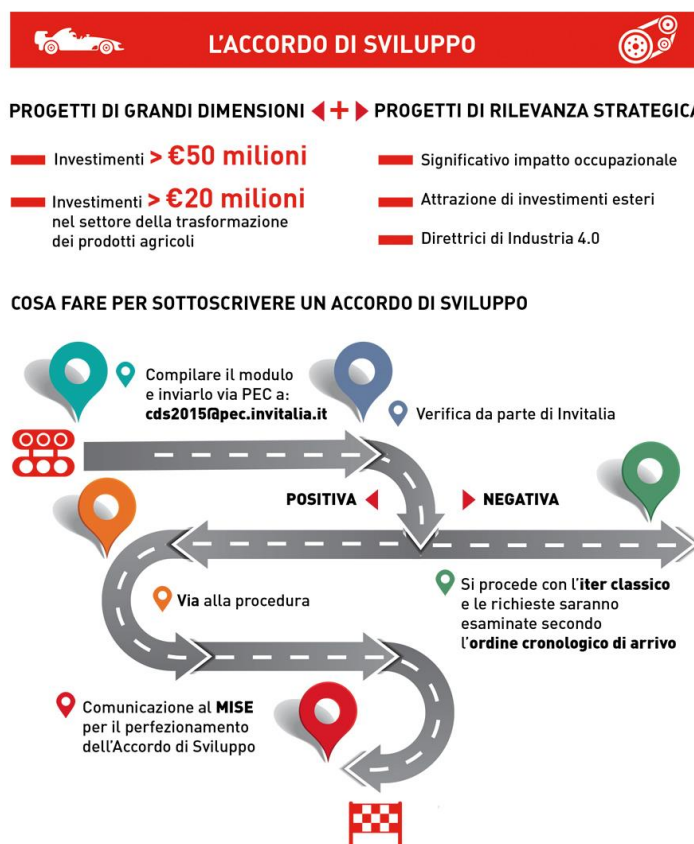 L'ACCORDO DI SVILUPPO
PROGETTI DI GRANDI DIMENSIONI
Investimenti > €50 milioni
Investimenti > €20 milioni
nel settore della trasformazione
dei prodotti agricoli
+
PROGETTI DI RILEVANZA STRATEGICA
Significativo impatto occupazionale
Attrazione di investimenti esteri
Direttrici di Industria 4.0
COSA FARE PER SOTTOSCRIVERE UN ACCORDO DI SVILUPPO
Compilare il modulo
e inviarlo via PEC a:
cds2015@pec.invitalia.it
Verifica da parte di Invitalia
POSITIVA
NEGATIVA
Via alla procedura
Si procede con l'iter classico
e le richieste saranno
esaminate secondo
l'ordine cronologico di arrivo
Comunicazione al MISE
per il perfezionamento
dell'Accordo di Sviluppo